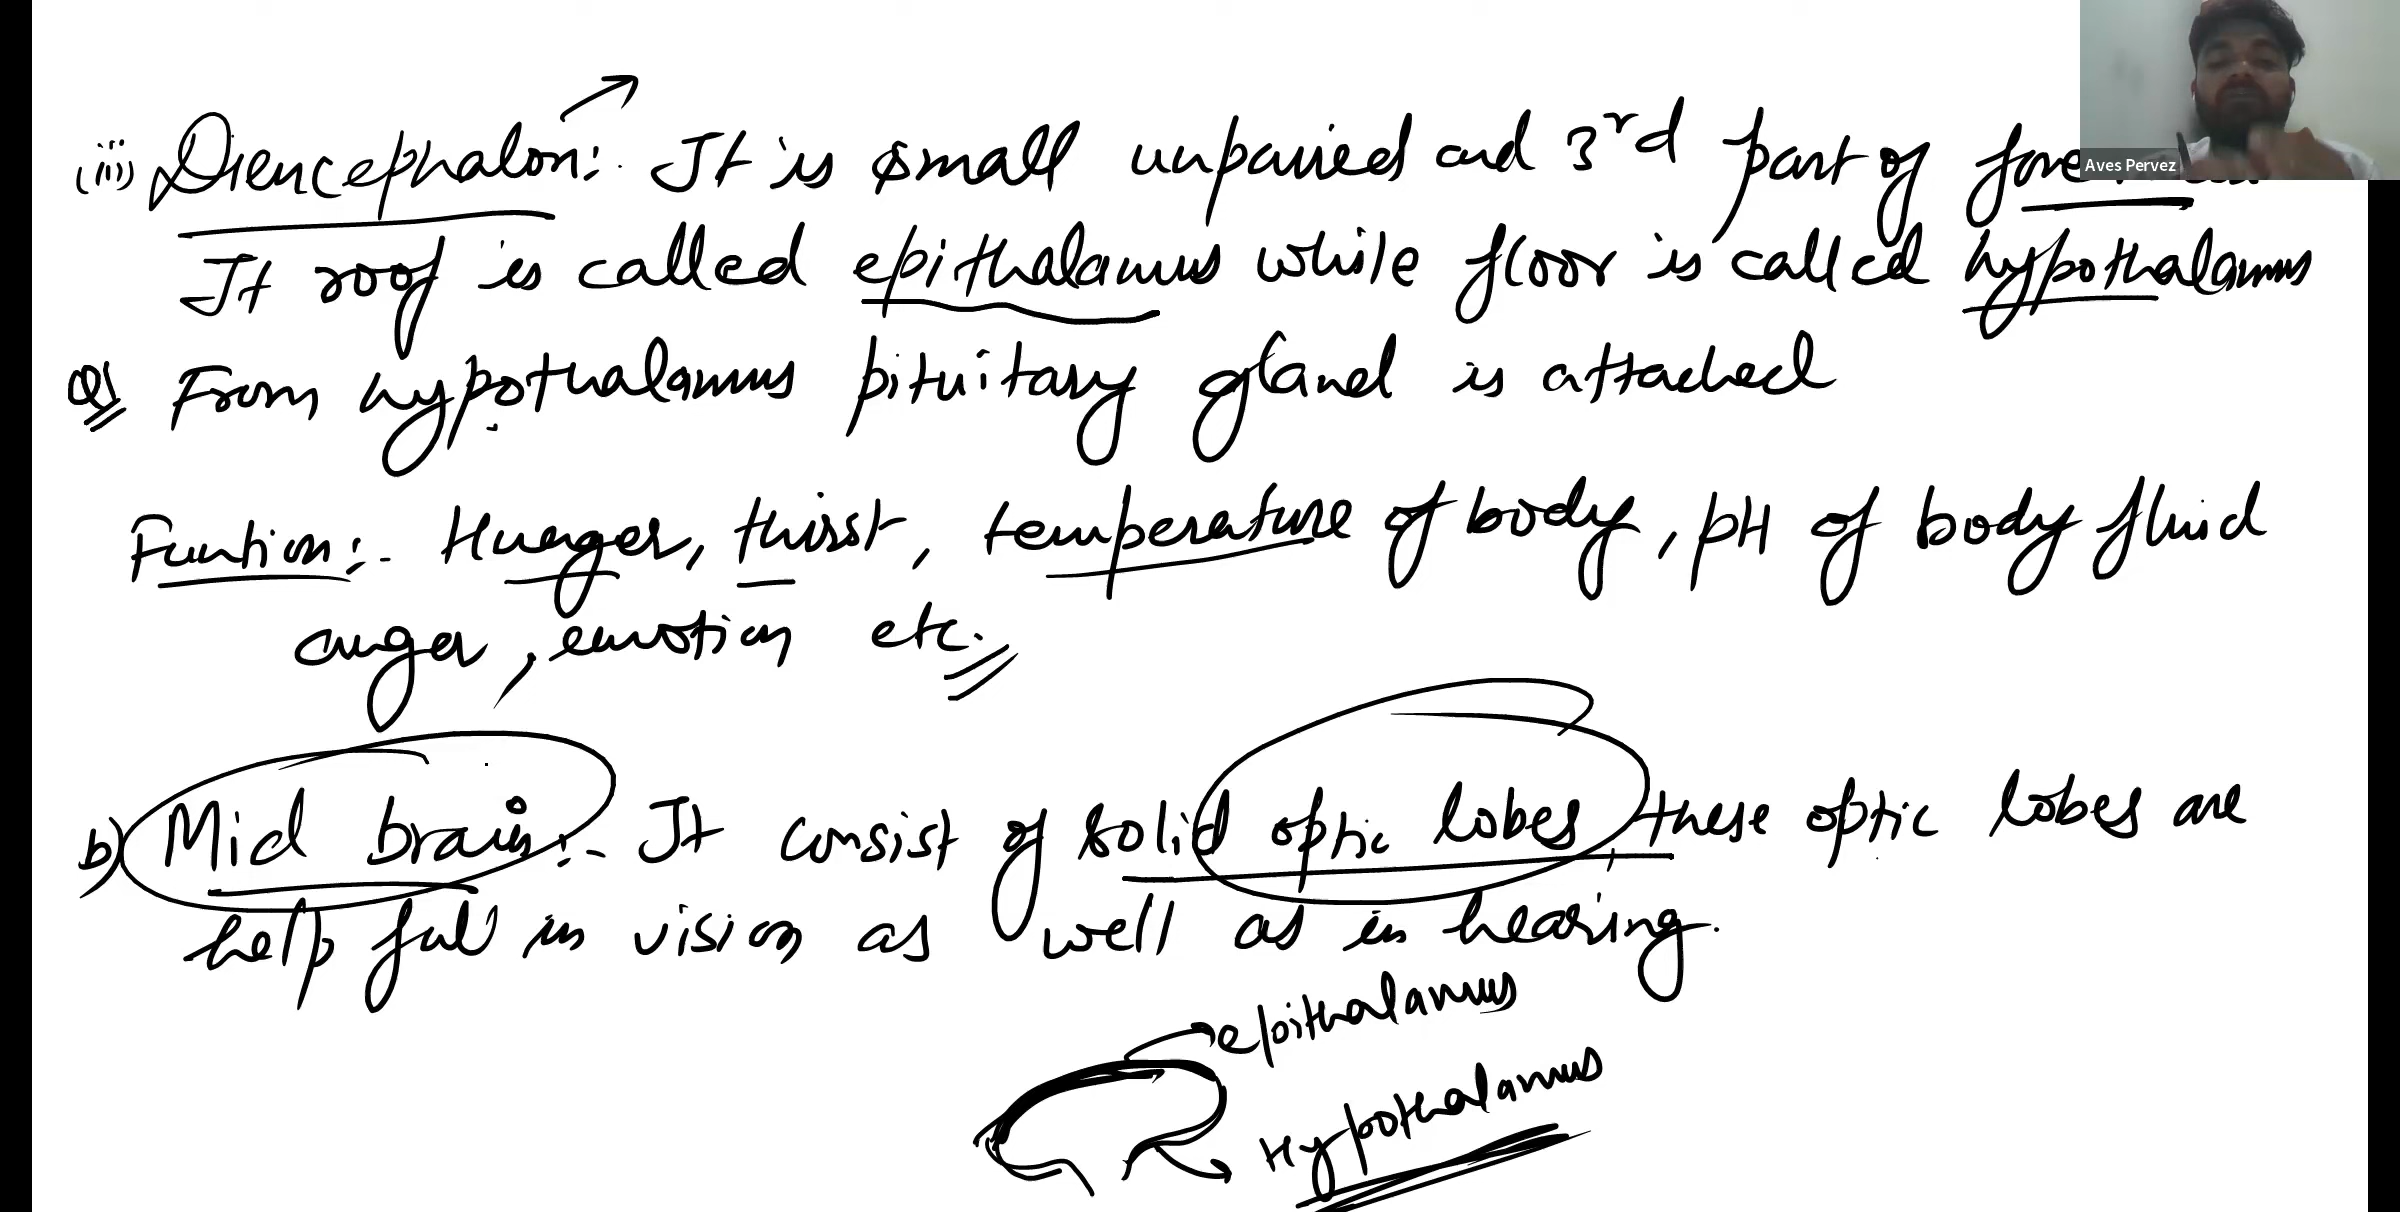 (iii) Diencephalon:- It is small unpaired and 3rd part of fore
Aves Pervez
It roof is called epithalamus while floor is called hypothalamus
Q! From hypothalamus pituitary gland is attached
Funtion:- Hunger, thirst, temperature of body, pH of body fluid
anger, emotion etc.
b) Mid brain:- It consist of solid optic lobes, these optic lobes are
help ful in vision as well as in hearing.
epithalamus
Hypothalamus